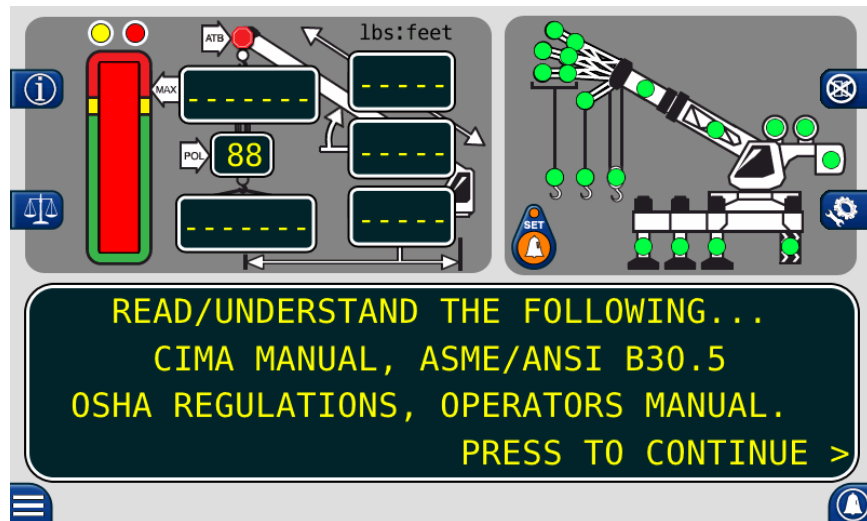 lbs:feet
ATB
MAX
- - - - - - -
- - - - -
POL
88
- - - - -
- - - - - - -
- - - - -
SET
READ/UNDERSTAND THE FOLLOWING...
CIMA MANUAL, ASME/ANSI B30.5
OSHA REGULATIONS, OPERATORS MANUAL.
PRESS TO CONTINUE >